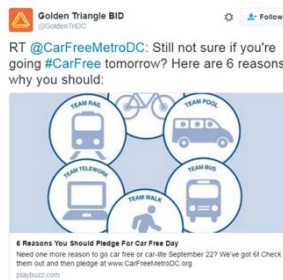 Golden Triangle BID
@GoldenTriDC
Follow
RT @CarFreeMetroDC: Still not sure if you're
going #CarFree tomorrow? Here are 6 reasons
why you should:
TEAM RAIL
TEAM POOL
TEAM TELEWORK
TEAM BUS
TEAM WALK
6 Reasons You Should Pledge For Car Free Day
Need one more reason to go car free or car-lite September 22? We've got 6! Check
them out and then pledge at www.CarFreeMetroDC.org
playbuzz.com